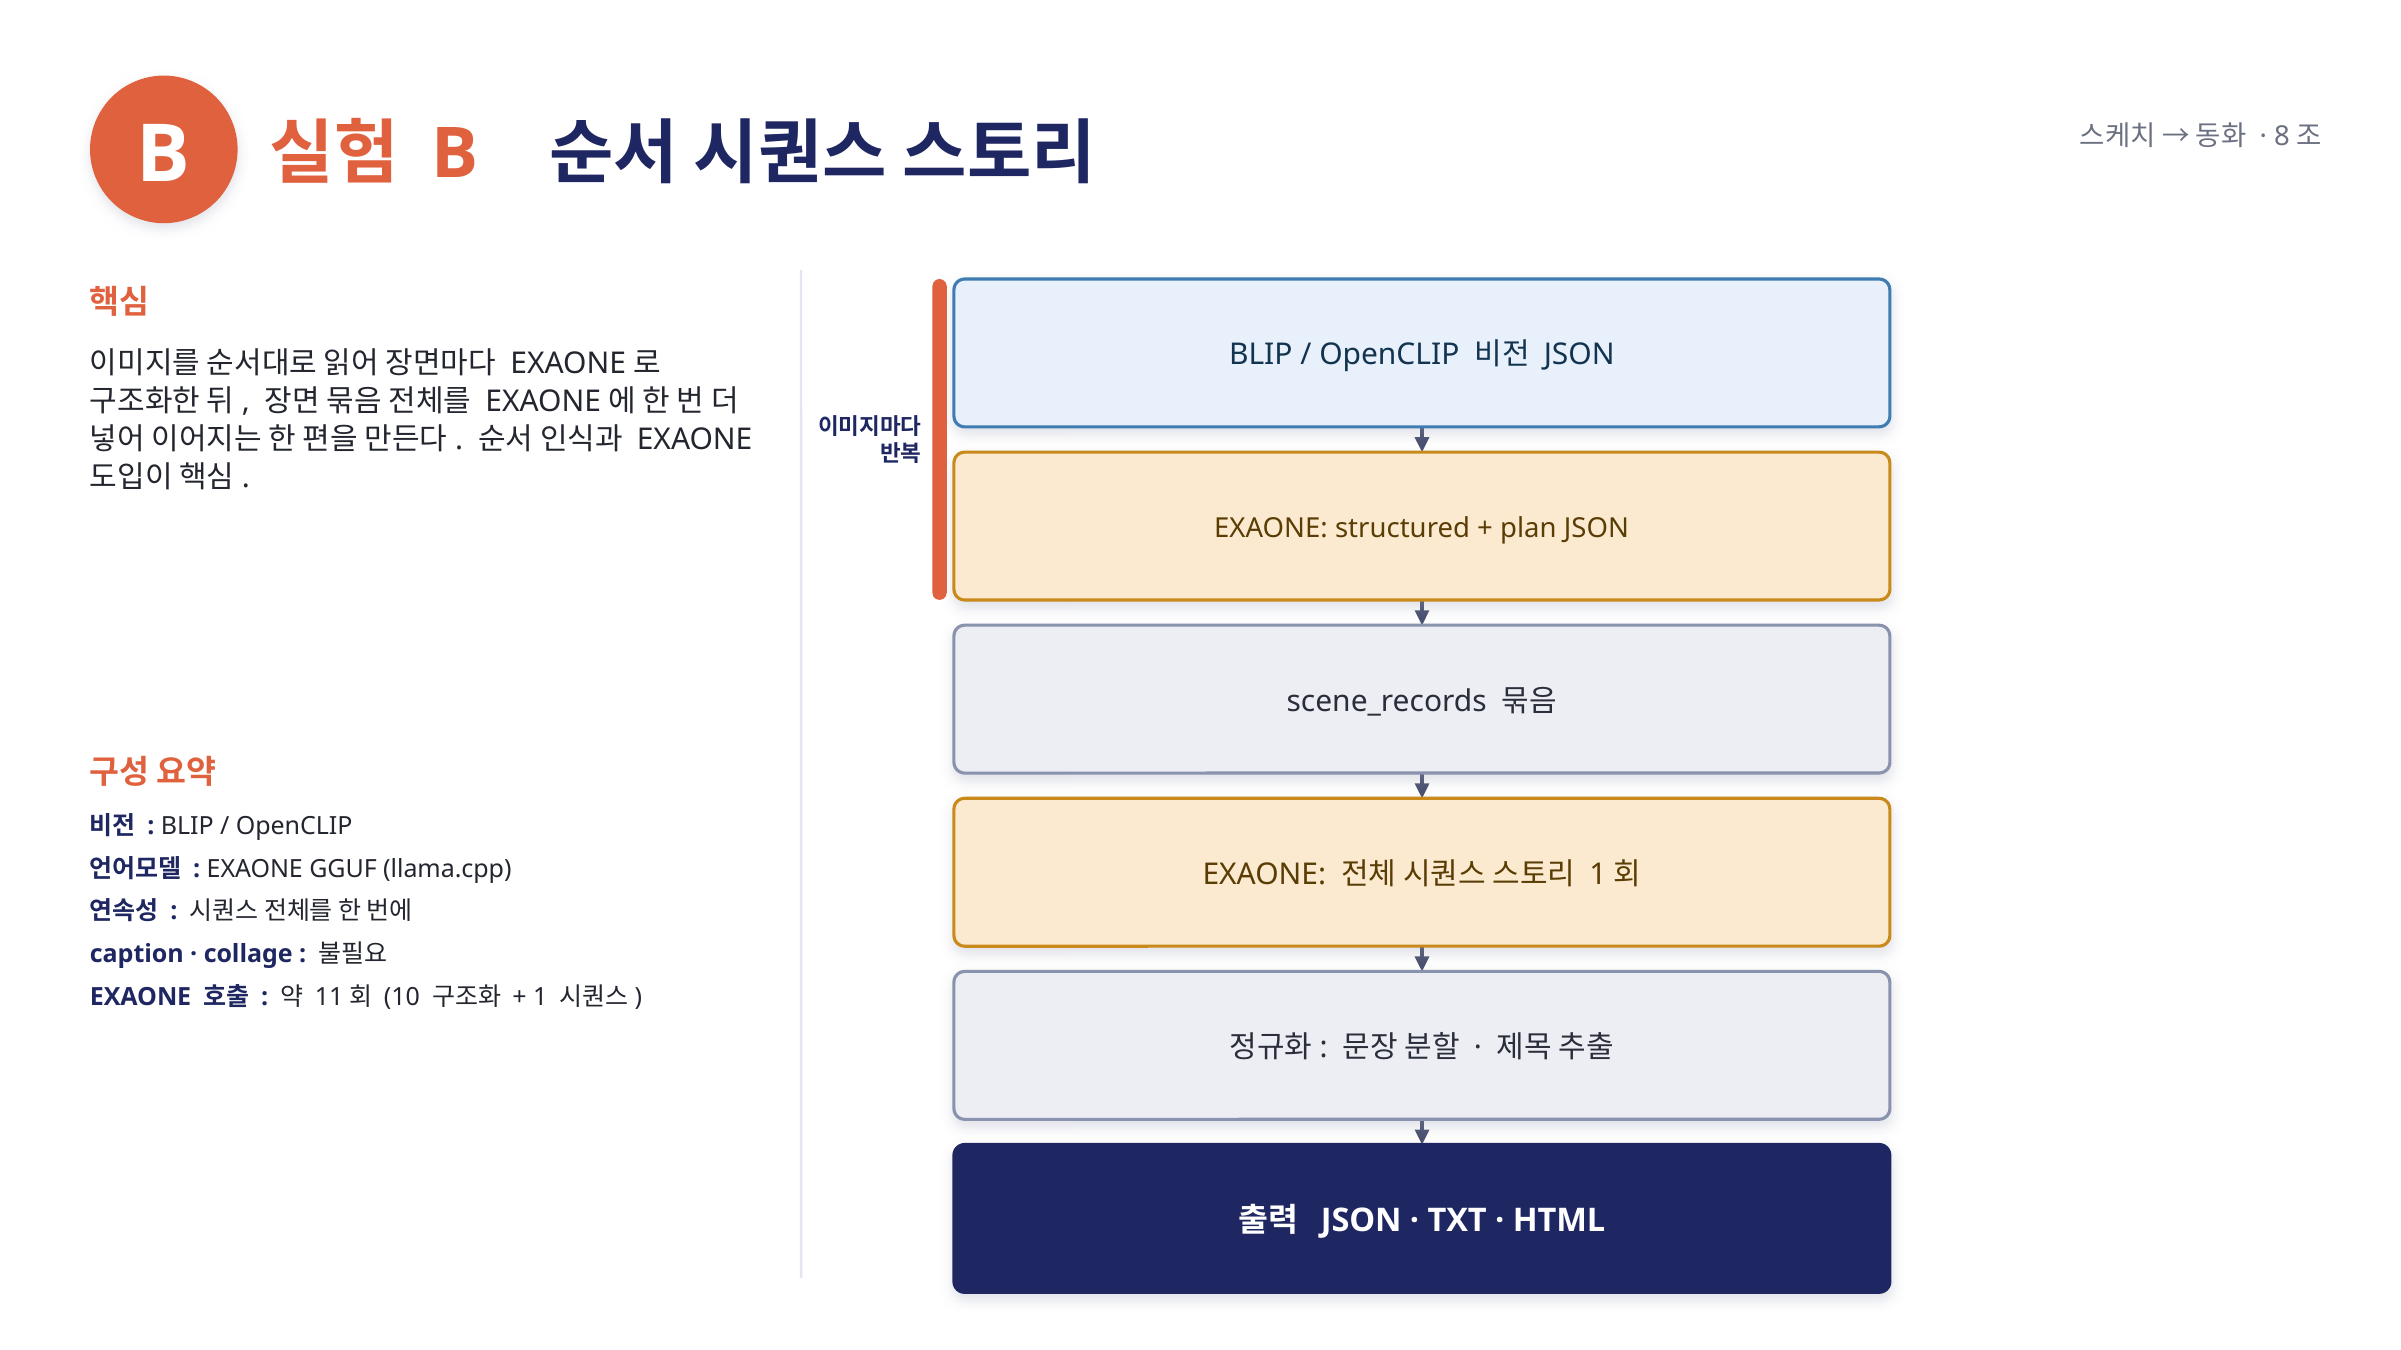 B
실험 B 순서 시퀀스 스토리
스케치 → 동화 · 8 조
핵심
이미지를 순서대로 읽어 장면마다 EXAONE 로
구조화한 뒤 , 장면 묶음 전체를 EXAONE 에 한 번 더
넣어 이어지는 한 편을 만든다 . 순서 인식과 EXAONE
도입이 핵심 .
구성 요약
비전 : BLIP / OpenCLIP
언어모델 : EXAONE GGUF (llama.cpp)
연속성 : 시퀀스 전체를 한 번에
caption · collage : 불필요
EXAONE 호출 : 약 11 회 (10 구조화 + 1 시퀀스 )
이미지마다
반복
BLIP / OpenCLIP 비전 JSON
EXAONE: structured + plan JSON
scene_records 묶음
EXAONE: 전체 시퀀스 스토리 1 회
정규화 : 문장 분할 · 제목 추출
출력 JSON · TXT · HTML